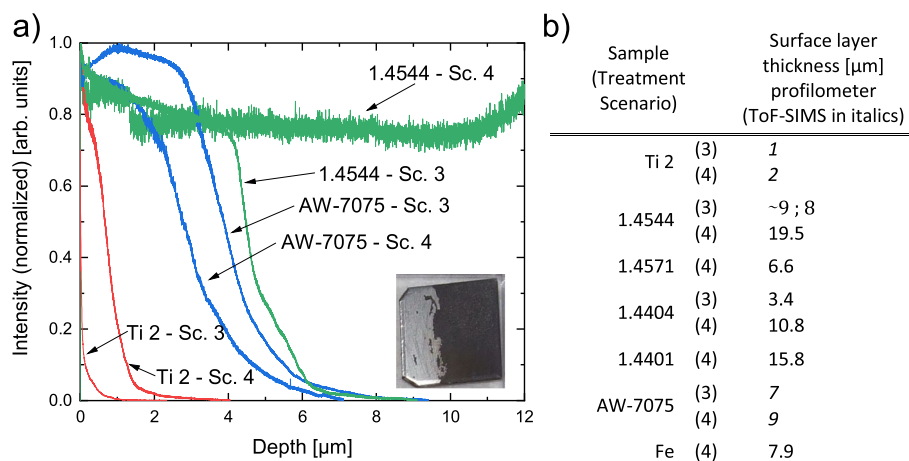 a)
Intensity (normalized) [arb. units]
1.0
0.8
0.6
0.4
0.2
0.0
0
2
4
6
8
10
12
Depth [µm]
1.4544 - Sc. 4
1.4544 - Sc. 3
AW-7075 - Sc. 3
AW-7075 - Sc. 4
Ti 2 - Sc. 3
Ti 2 - Sc. 4
b)
Sample
(Treatment
Scenario)
Surface layer
thickness [µm]
profilometer
(ToF-SIMS in italics)
Ti 2 (3) 1
(4) 2
1.4544 (3) ~9 ; 8
(4) 19.5
1.4571 (4) 6.6
1.4404 (3) 3.4
(4) 10.8
1.4401 (4) 15.8
AW-7075 (3) 7
(4) 9
Fe (4) 7.9